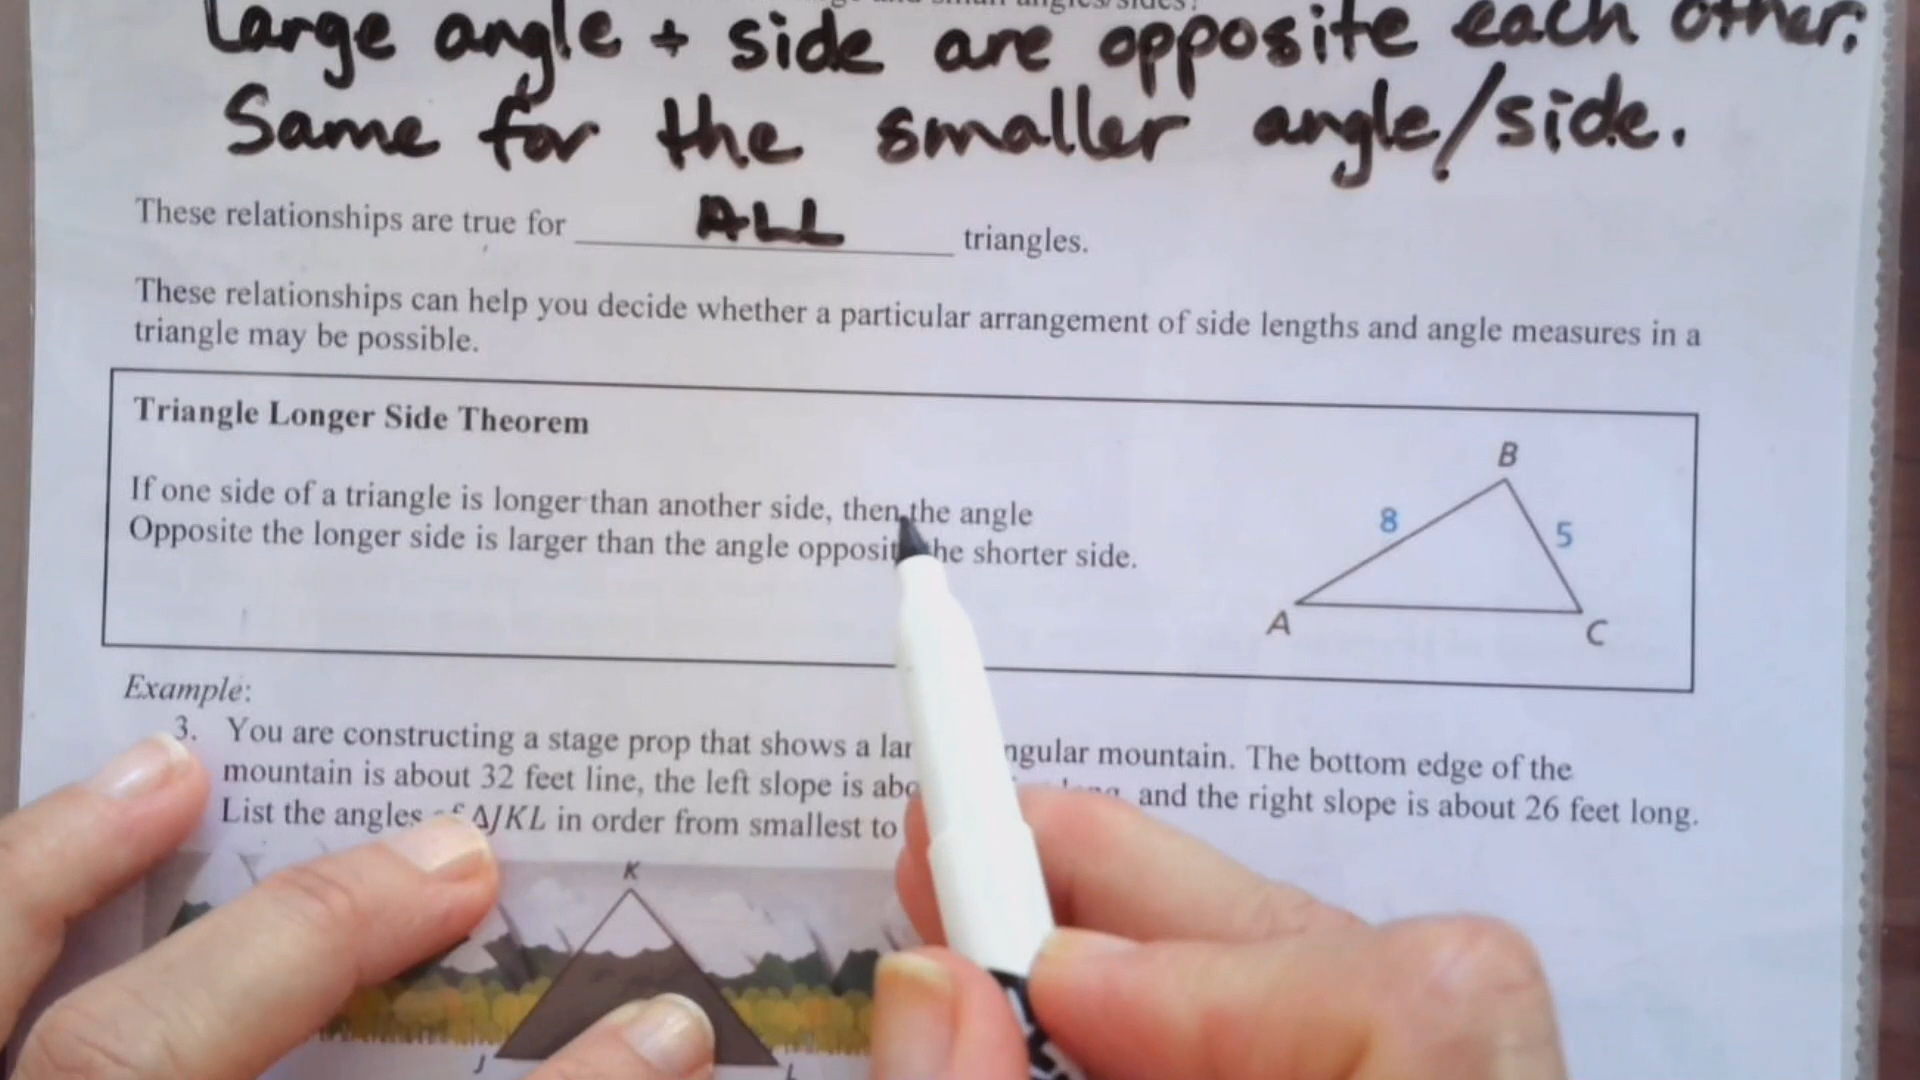 angles/sides?
Large angle + side are opposite each other;
Same for the smaller angle/side.
These relationships are true for ALL triangles.
These relationships can help you decide whether a particular arrangement of side lengths and angle measures in a
triangle may be possible.
Triangle Longer Side Theorem
If one side of a triangle is longer than another side, then the angle
Opposite the longer side is larger than the angle opposite the shorter side.
B
8
5
A
C
Example:
3. You are constructing a stage prop that shows a mountain. The bottom edge of the
mountain is about 32 feet line, the left slope is and the right slope is about 26 feet long.
List the angles ΔJKL in order from smallest to
K
J
L